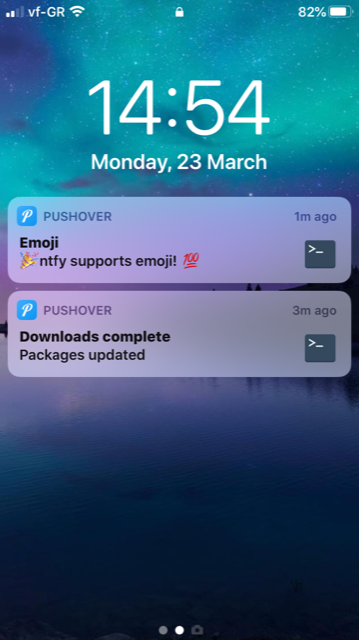 vf-GR
82%
14:54
Monday, 23 March
PUSHOVER
1m ago
Emoji
🎉ntfy supports emoji! 💯
>_
PUSHOVER
3m ago
Downloads complete
Packages updated
>_